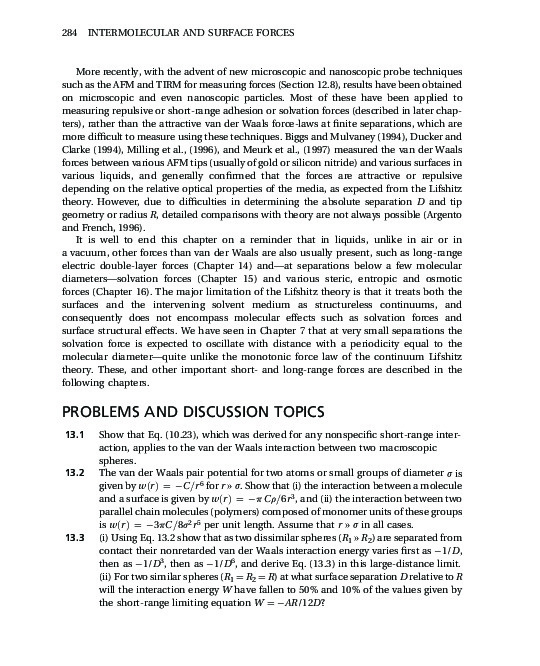 284 INTERMOLECULAR AND SURFACE FORCES
More recently, with the advent of new microscopic and nanoscopic probe techniques
such as the AFM and TIRM for measuring forces (Section 12.8), results have been obtained
on microscopic and even nanoscopic particles. Most of these have been applied to
measuring repulsive or short-range adhesion or solvation forces (described in later chap-
ters), rather than the attractive van der Waals force-laws at finite separations, which are
more difficult to measure using these techniques. Biggs and Mulvaney (1994), Ducker and
Clarke (1994), Milling et al., (1996), and Meurk et al., (1997) measured the van der Waals
forces between various AFM tips (usually of gold or silicon nitride) and various surfaces in
various liquids, and generally confirmed that the forces are attractive or repulsive
depending on the relative optical properties of the media, as expected from the Lifshitz
theory. However, due to difficulties in determining the absolute separation D and tip
geometry or radius R, detailed comparisons with theory are not always possible (Argento
and French, 1996).
It is well to end this chapter on a reminder that in liquids, unlike in air or in
a vacuum, other forces than van der Waals are also usually present, such as long-range
electric double-layer forces (Chapter 14) and—at separations below a few molecular
diameters—solvation forces (Chapter 15) and various steric, entropic and osmotic
forces (Chapter 16). The major limitation of the Lifshitz theory is that it treats both the
surfaces and the intervening solvent medium as structureless continuums, and
consequently does not encompass molecular effects such as solvation forces and
surface structural effects. We have seen in Chapter 7 that at very small separations the
solvation force is expected to oscillate with distance with a periodicity equal to the
molecular diameter—quite unlike the monotonic force law of the continuum Lifshitz
theory. These, and other important short- and long-range forces are described in the
following chapters.
PROBLEMS AND DISCUSSION TOPICS
13.1 Show that Eq. (10.23), which was derived for any nonspecific short-range inter-
action, applies to the van der Waals interaction between two macroscopic
spheres.
13.2 The van der Waals pair potential for two atoms or small groups of diameter σ is
given by w(r) = −C/r⁶ for r » σ. Show that (i) the interaction between a molecule
and a surface is given by w(r) = −πCρ/6r³, and (ii) the interaction between two
parallel chain molecules (polymers) composed of monomer units of these groups
is w(r) = −3πC/8σ²r⁵ per unit length. Assume that r » σ in all cases.
13.3 (i) Using Eq. 13.2 show that as two dissimilar spheres (R₁ » R₂) are separated from
contact their nonretarded van der Waals interaction energy varies first as −1/D,
then as −1/D³, then as −1/D⁶, and derive Eq. (13.3) in this large-distance limit.
(ii) For two similar spheres (R₁ = R₂ = R) at what surface separation D relative to R
will the interaction energy W have fallen to 50% and 10% of the values given by
the short-range limiting equation W = −AR/12D?